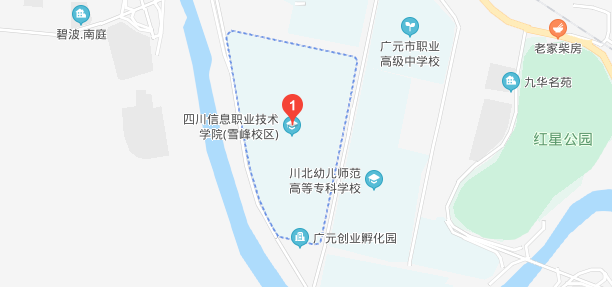 碧波.南庭
广元市职业
高级中学校
老家柴房
九华名苑
1
四川信息职业技术
学院(雪峰校区)
红星公园
川北幼儿师范
高等专科学校
广元创业孵化园